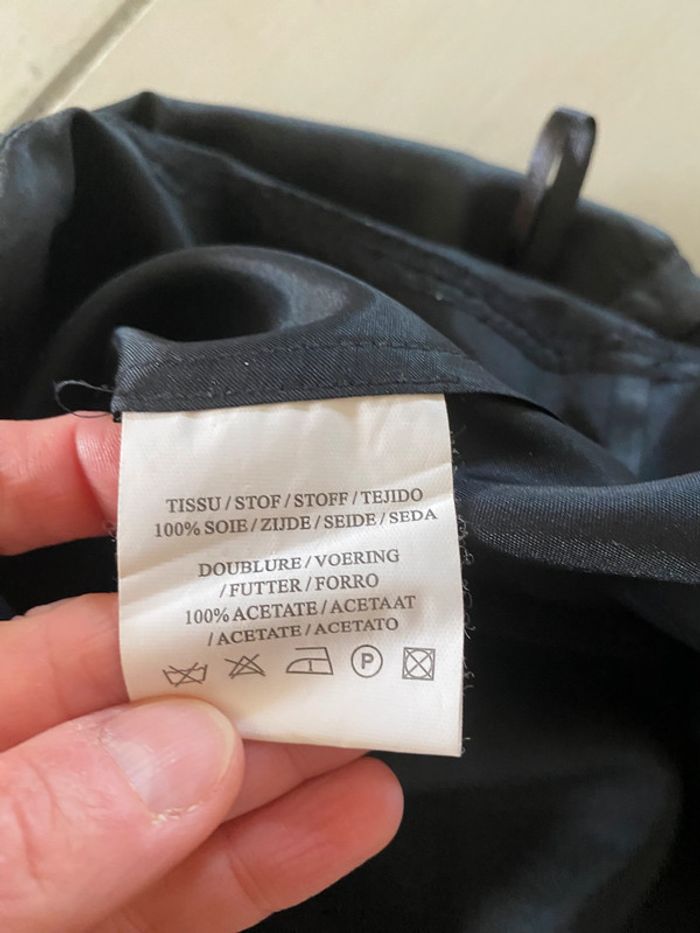 TISSU / STOF / STOFF / TEJIDO
100% SOIE / ZIJDE / SEIDE / SEDA
DOUBLURE / VOERING
/ FUTTER / FORRO
100% ACETATE / ACETAAT
/ ACETATE / ACETATO
P